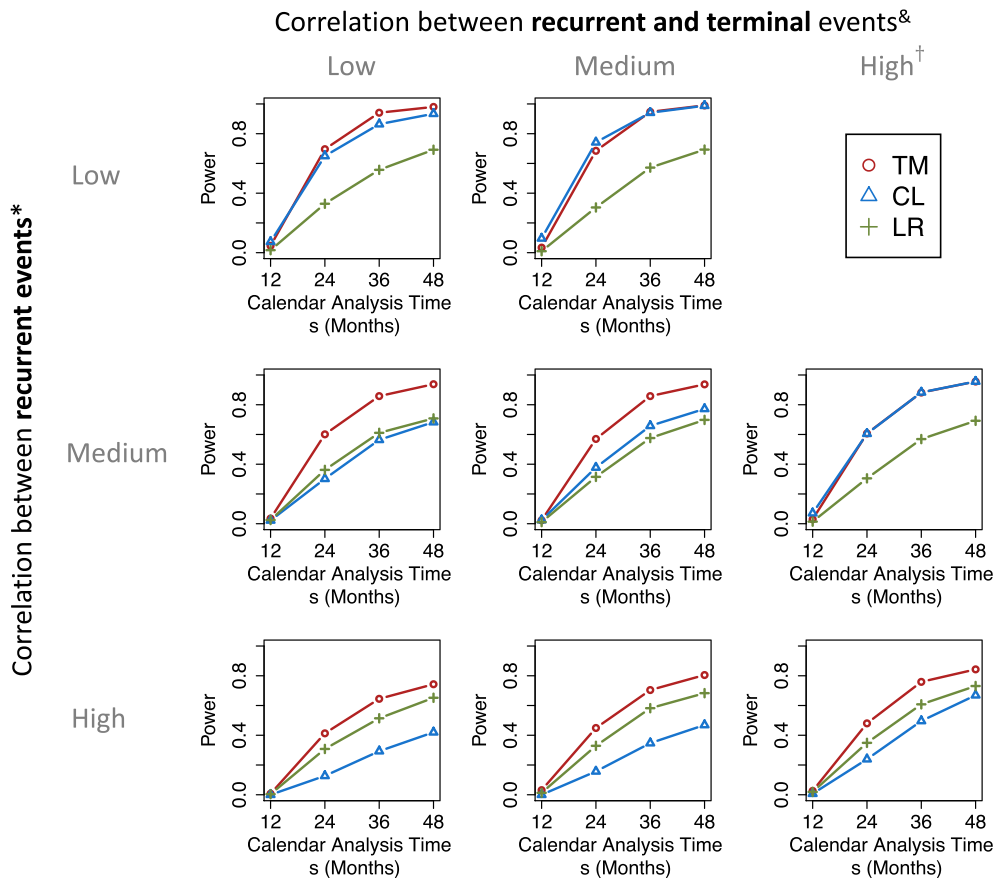 Correlation between recurrent and terminal events&
Low
Medium
High†
Correlation between recurrent events*
Low
Power
0.0
0.4
0.8
12 24 36 48
Calendar Analysis Time
s (Months)
Power
0.0
0.4
0.8
12 24 36 48
Calendar Analysis Time
s (Months)
TM
CL
LR
Medium
Power
0.0
0.4
0.8
12 24 36 48
Calendar Analysis Time
s (Months)
Power
0.0
0.4
0.8
12 24 36 48
Calendar Analysis Time
s (Months)
Power
0.0
0.4
0.8
12 24 36 48
Calendar Analysis Time
s (Months)
High
Power
0.0
0.4
0.8
12 24 36 48
Calendar Analysis Time
s (Months)
Power
0.0
0.4
0.8
12 24 36 48
Calendar Analysis Time
s (Months)
Power
0.0
0.4
0.8
12 24 36 48
Calendar Analysis Time
s (Months)